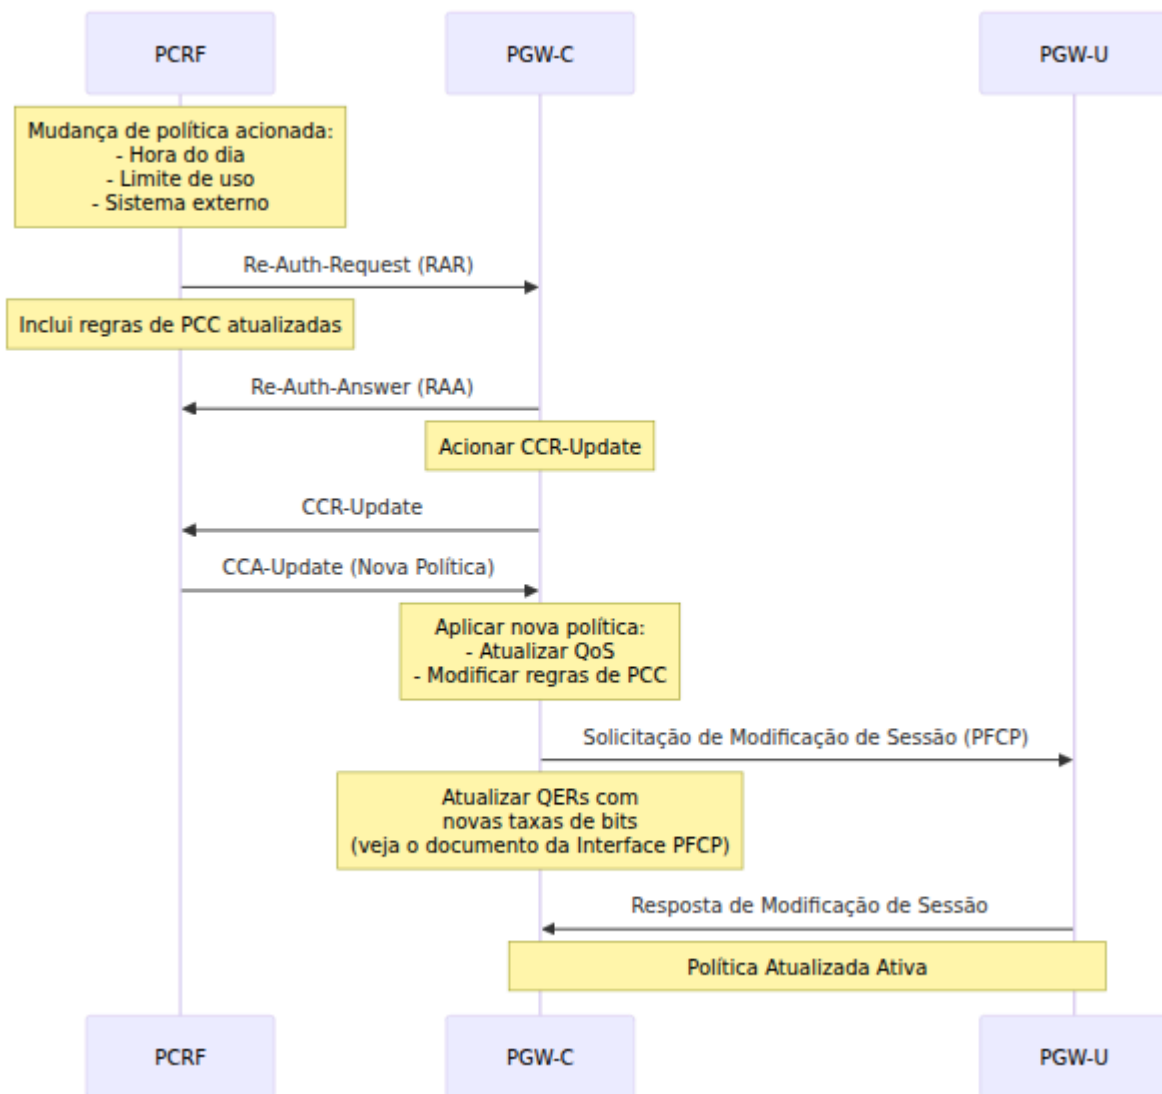 PCRF
PGW-C
PGW-U
Mudança de política acionada:
- Hora do dia
- Limite de uso
- Sistema externo
Re-Auth-Request (RAR)
Inclui regras de PCC atualizadas
Re-Auth-Answer (RAA)
Acionar CCR-Update
CCR-Update
CCA-Update (Nova Política)
Aplicar nova política:
- Atualizar QoS
- Modificar regras de PCC
Solicitação de Modificação de Sessão (PFCP)
Atualizar QERs com
novas taxas de bits
(veja o documento da Interface PFCP)
Resposta de Modificação de Sessão
Política Atualizada Ativa
PCRF
PGW-C
PGW-U